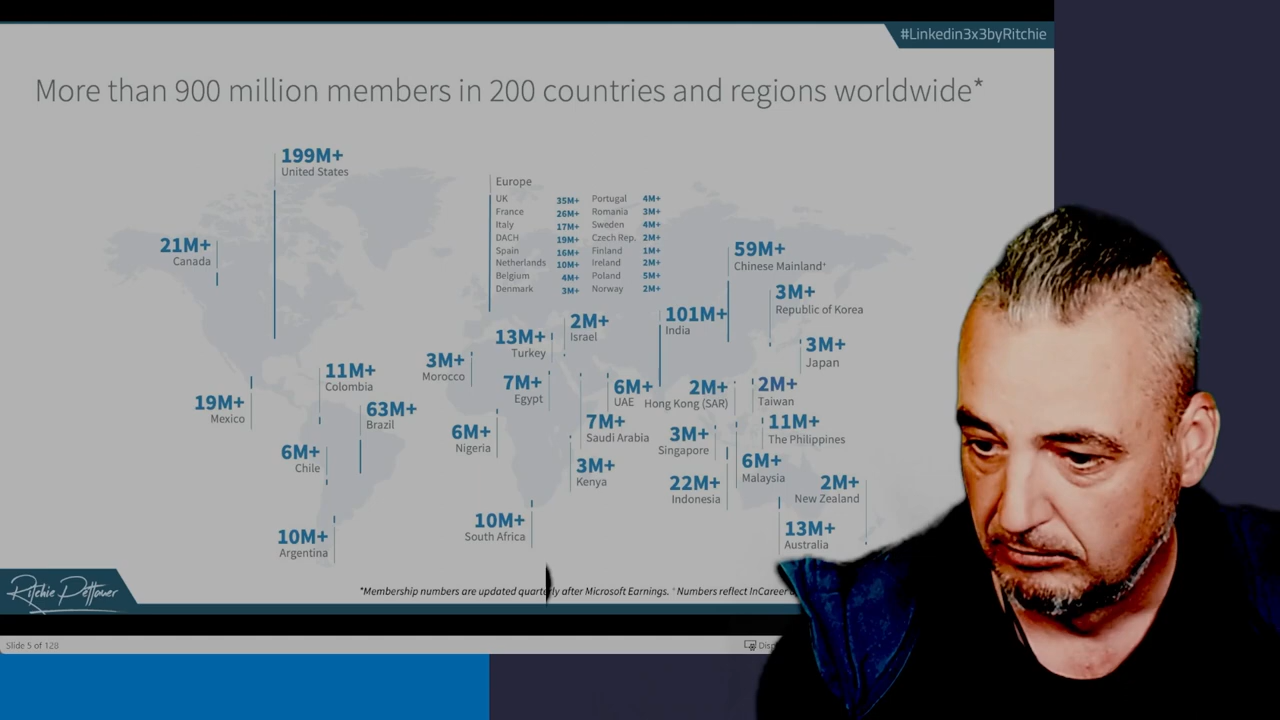 #Linkedin3x3byRitchie
More than 900 million members in 200 countries and regions worldwide*
199M+
United States
21M+
Canada
Europe
UK 35M+ Portugal 4M+
France 26M+ Romania 3M+
Italy 17M+ Sweden 4M+
DACH 19M+ Czech Rep. 2M+
Spain 16M+ Finland 1M+
Netherlands 10M+ Ireland 2M+
Belgium 4M+ Poland 5M+
Denmark 3M+ Norway 2M+
59M+
Chinese Mainland⁺
3M+
Republic of Korea
101M+
India
2M+
Israel
13M+
Turkey
3M+
Japan
3M+
Morocco
11M+
Colombia
7M+
Egypt
6M+
UAE
2M+
Hong Kong (SAR)
2M+
Taiwan
19M+
Mexico
63M+
Brazil
6M+
Nigeria
7M+
Saudi Arabia
3M+
Singapore
11M+
The Philippines
6M+
Chile
3M+
Kenya
6M+
Malaysia
22M+
Indonesia
2M+
New Zealand
10M+
Argentina
10M+
South Africa
13M+
Australia
Ritchie Pettauer
*Membership numbers are updated quarterly after Microsoft Earnings. ⁺Numbers reflect InCareer
Slide 5 of 128